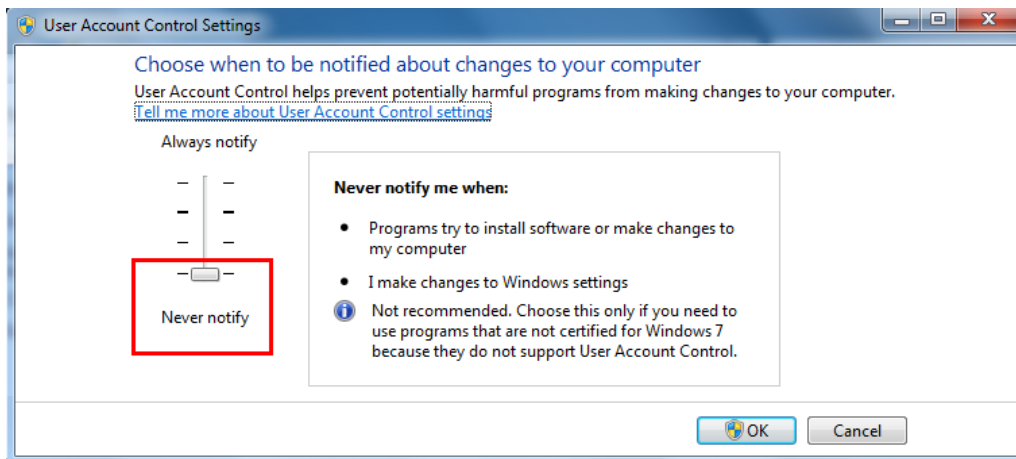 User Account Control Settings
Choose when to be notified about changes to your computer
User Account Control helps prevent potentially harmful programs from making changes to your computer.
Tell me more about User Account Control settings
Always notify
Never notify me when:
Programs try to install software or make changes to
my computer
I make changes to Windows settings
Never notify
Not recommended. Choose this only if you need to
use programs that are not certified for Windows 7
because they do not support User Account Control.
OK
Cancel